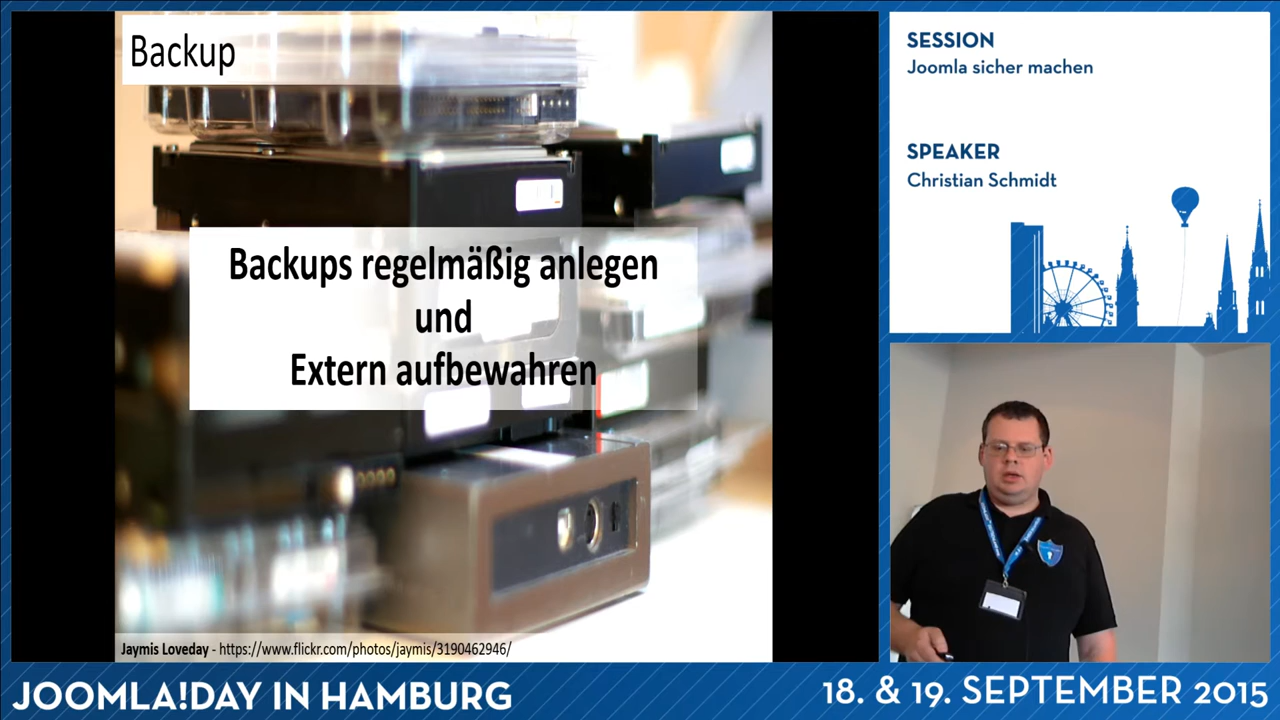 Backup
Backups regelmäßig anlegen
und
Extern aufbewahren
Jaymis Loveday - https://www.flickr.com/photos/jaymis/3190462946/
SESSION
Joomla sicher machen
SPEAKER
Christian Schmidt
JOOMLA!DAY IN HAMBURG
18. & 19. SEPTEMBER 2015